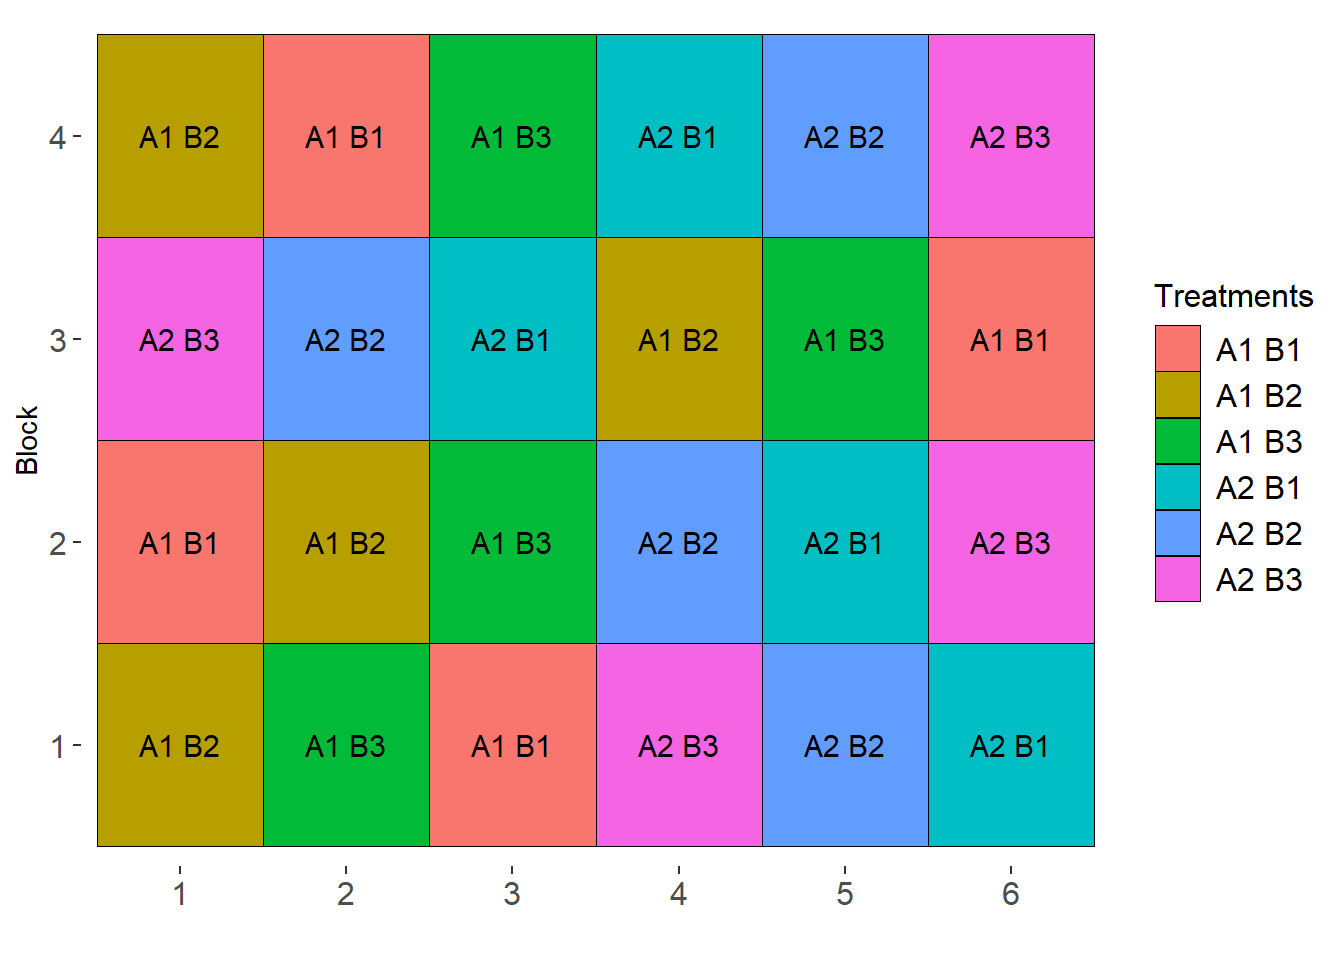 4
A1 B2 A1 B1 A1 B3 A2 B1 A2 B2 A2 B3
3
A2 B3 A2 B2 A2 B1 A1 B2 A1 B3 A1 B1
2
A1 B1 A1 B2 A1 B3 A2 B2 A2 B1 A2 B3
1
A1 B2 A1 B3 A1 B1 A2 B3 A2 B2 A2 B1
1 2 3 4 5 6
Block
Treatments
A1 B1
A1 B2
A1 B3
A2 B1
A2 B2
A2 B3